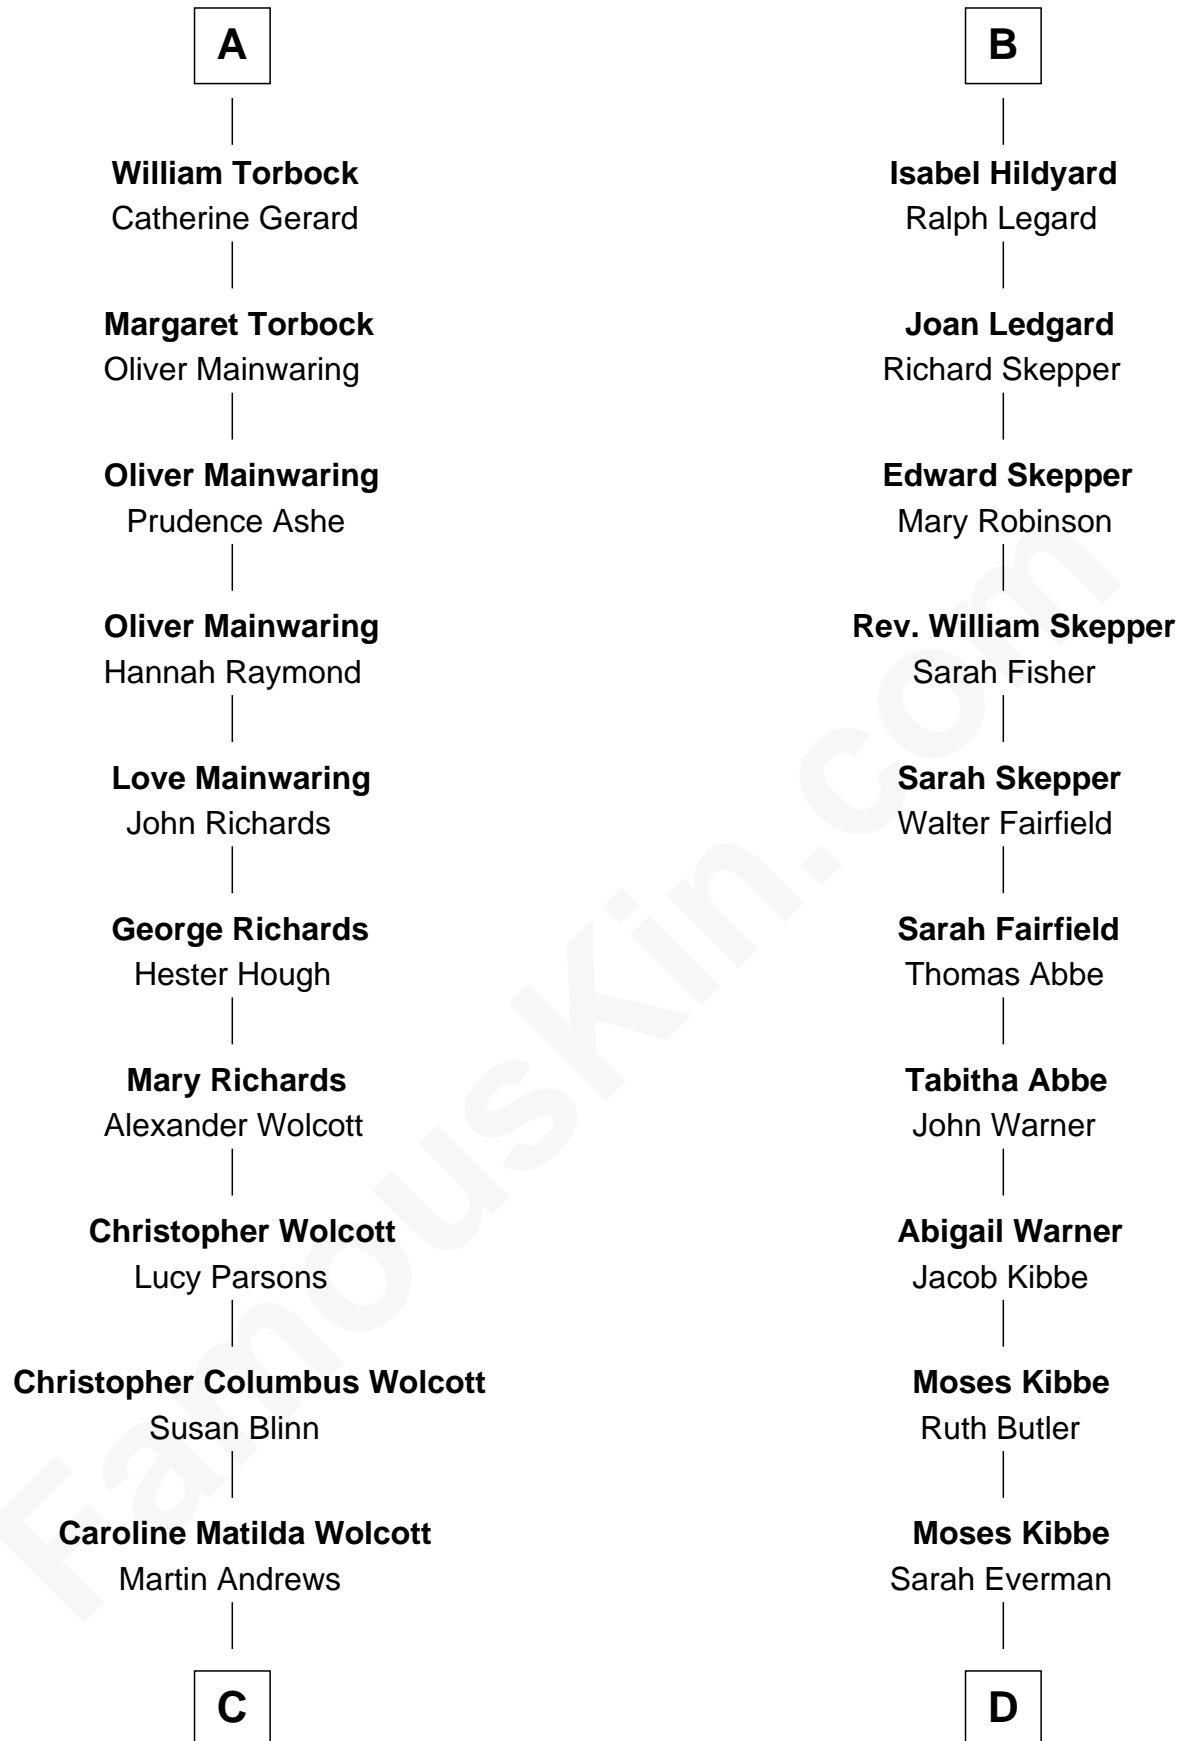 A
William Torbock
Catherine Gerard
Margaret Torbock
Oliver Mainwaring
Oliver Mainwaring
Prudence Ashe
Oliver Mainwaring
Hannah Raymond
Love Mainwaring
John Richards
George Richards
Hester Hough
Mary Richards
Alexander Wolcott
Christopher Wolcott
Lucy Parsons
Christopher Columbus Wolcott
Susan Blinn
Caroline Matilda Wolcott
Martin Andrews
C
B
Isabel Hildyard
Ralph Legard
Joan Ledgard
Richard Skepper
Edward Skepper
Mary Robinson
Rev. William Skepper
Sarah Fisher
Sarah Skepper
Walter Fairfield
Sarah Fairfield
Thomas Abbe
Tabitha Abbe
John Warner
Abigail Warner
Jacob Kibbe
Moses Kibbe
Ruth Butler
Moses Kibbe
Sarah Everman
D
FamousKin.com